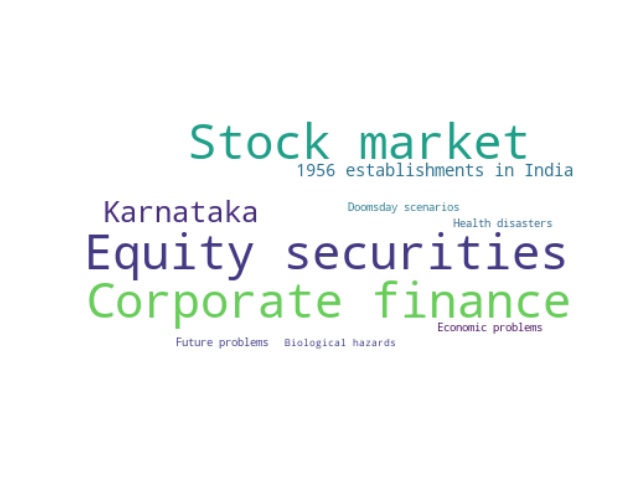 Stock market
1956 establishments in India
Karnataka
Doomsday scenarios
Health disasters
Equity securities
Corporate finance
Economic problems
Future problems
Biological hazards